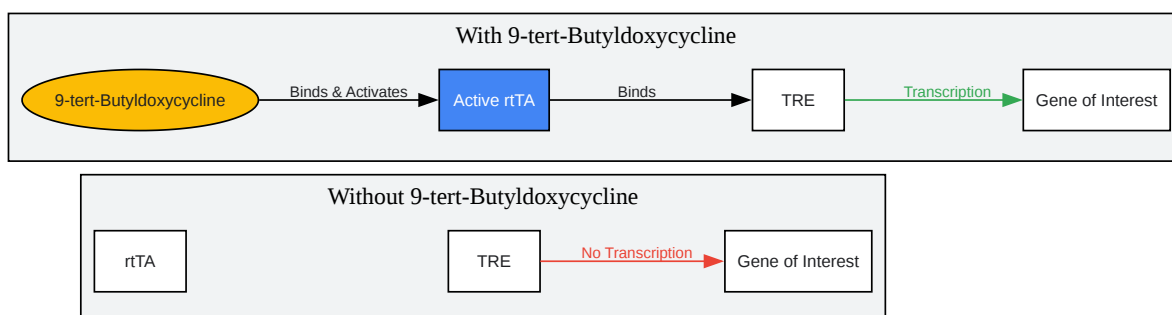 With 9-tert-Butyldoxycycline
9-tert-Butyldoxycycline
Binds & Activates
Active rtTA
Binds
TRE
Transcription
Gene of Interest
Without 9-tert-Butyldoxycycline
rtTA
TRE
No Transcription
Gene of Interest